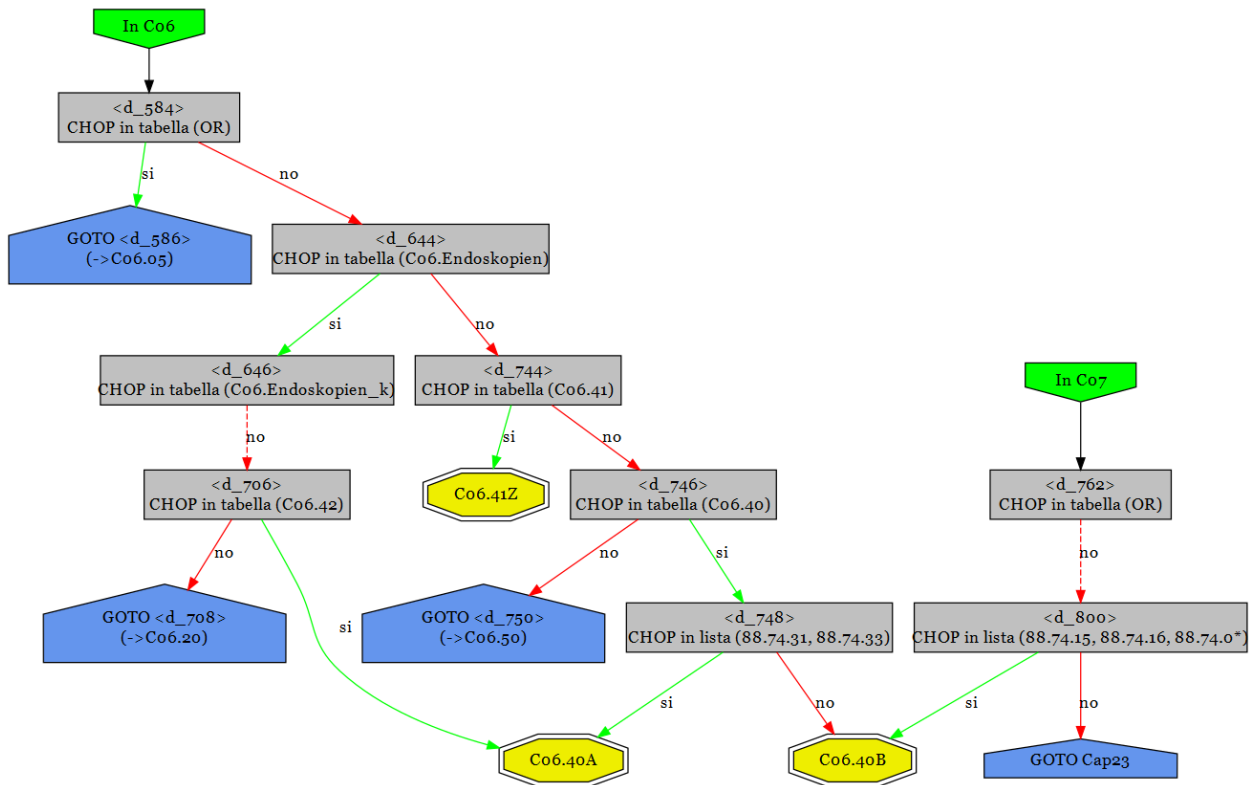 In C06
<d_584>
CHOP in tabella (OR)
si
no
GOTO <d_586>
(->C06.05)
<d_644>
CHOP in tabella (C06.Endoskopien)
si
no
<d_646>
CHOP in tabella (C06.Endoskopien_k)
<d_744>
CHOP in tabella (C06.41)
In C07
no
si
no
<d_706>
CHOP in tabella (C06.42)
C06.41Z
<d_746>
CHOP in tabella (C06.40)
<d_762>
CHOP in tabella (OR)
no
no
si
no
GOTO <d_708>
(->C06.20)
si
GOTO <d_750>
(->C06.50)
<d_748>
CHOP in lista (88.74.31, 88.74.33)
<d_800>
CHOP in lista (88.74.15, 88.74.16, 88.74.0*)
si
no
si
no
C06.40A
C06.40B
GOTO Cap23